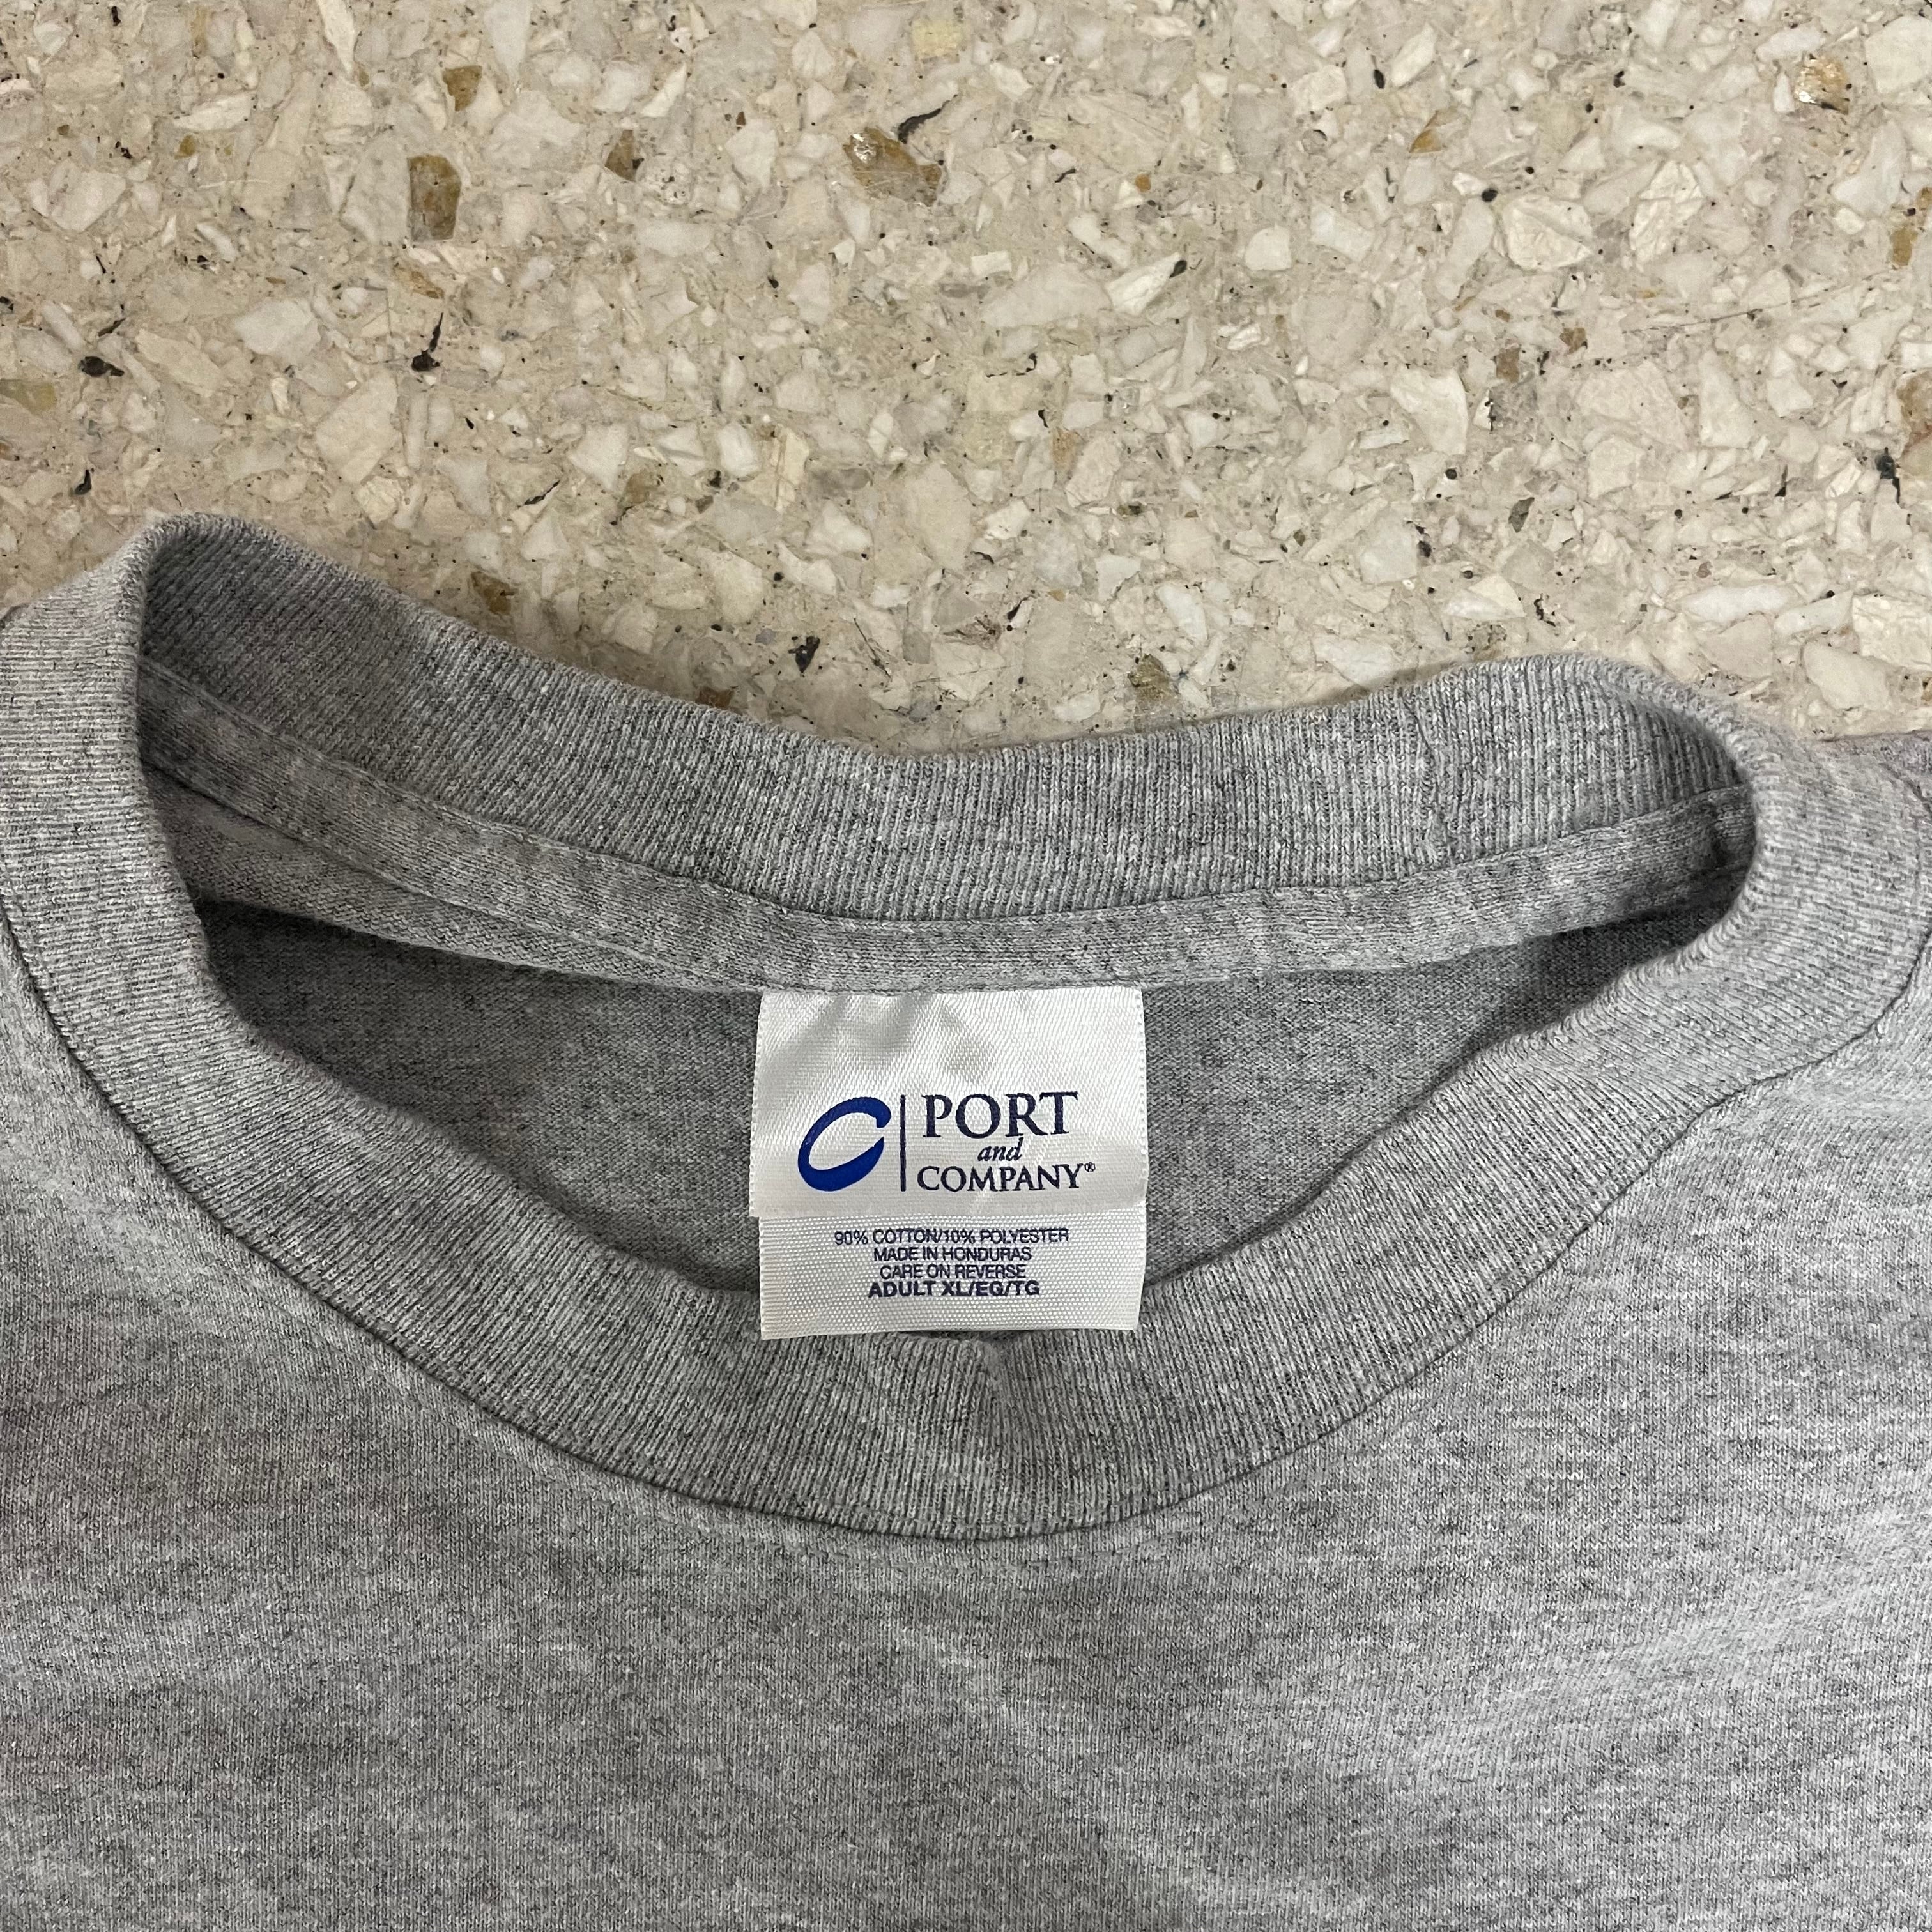 PORT
and
COMPANY®
90% COTTON/10% POLYESTER
MADE IN HONDURAS
CARE ON REVERSE
ADULT XL/EG/TG